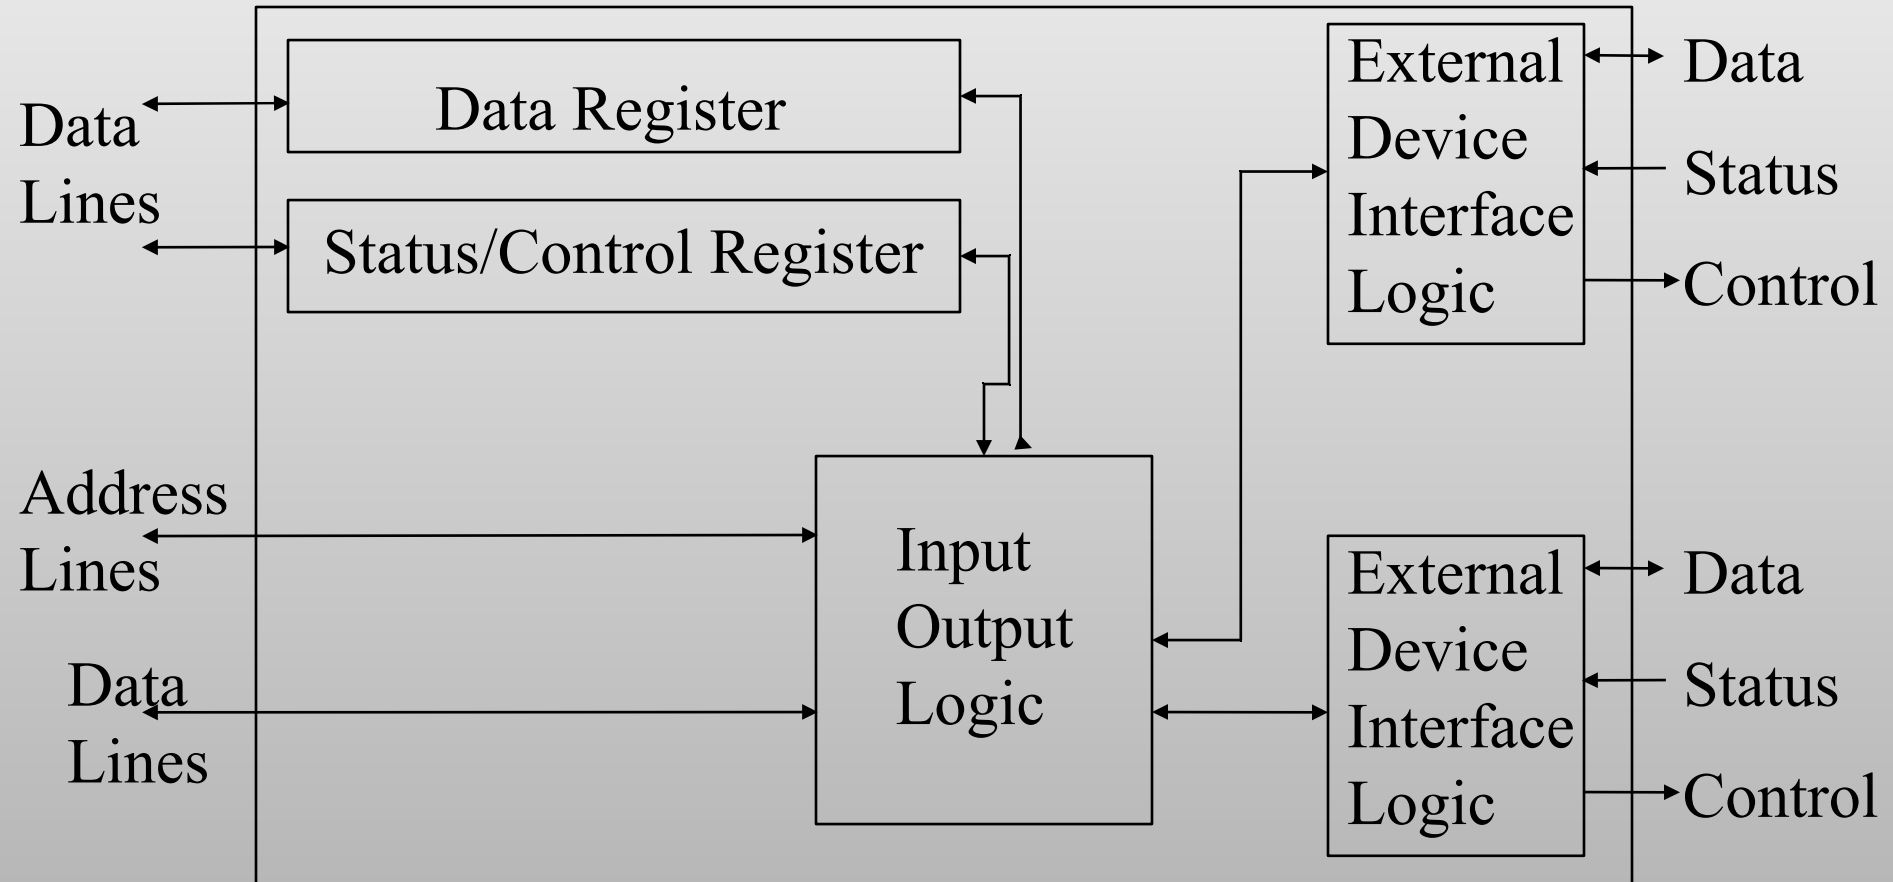 Data
Lines
Data Register
Status/Control Register
External
Device
Interface
Logic
Data
Status
Control
Address
Lines
Data
Lines
Input
Output
Logic
External
Device
Interface
Logic
Data
Status
Control